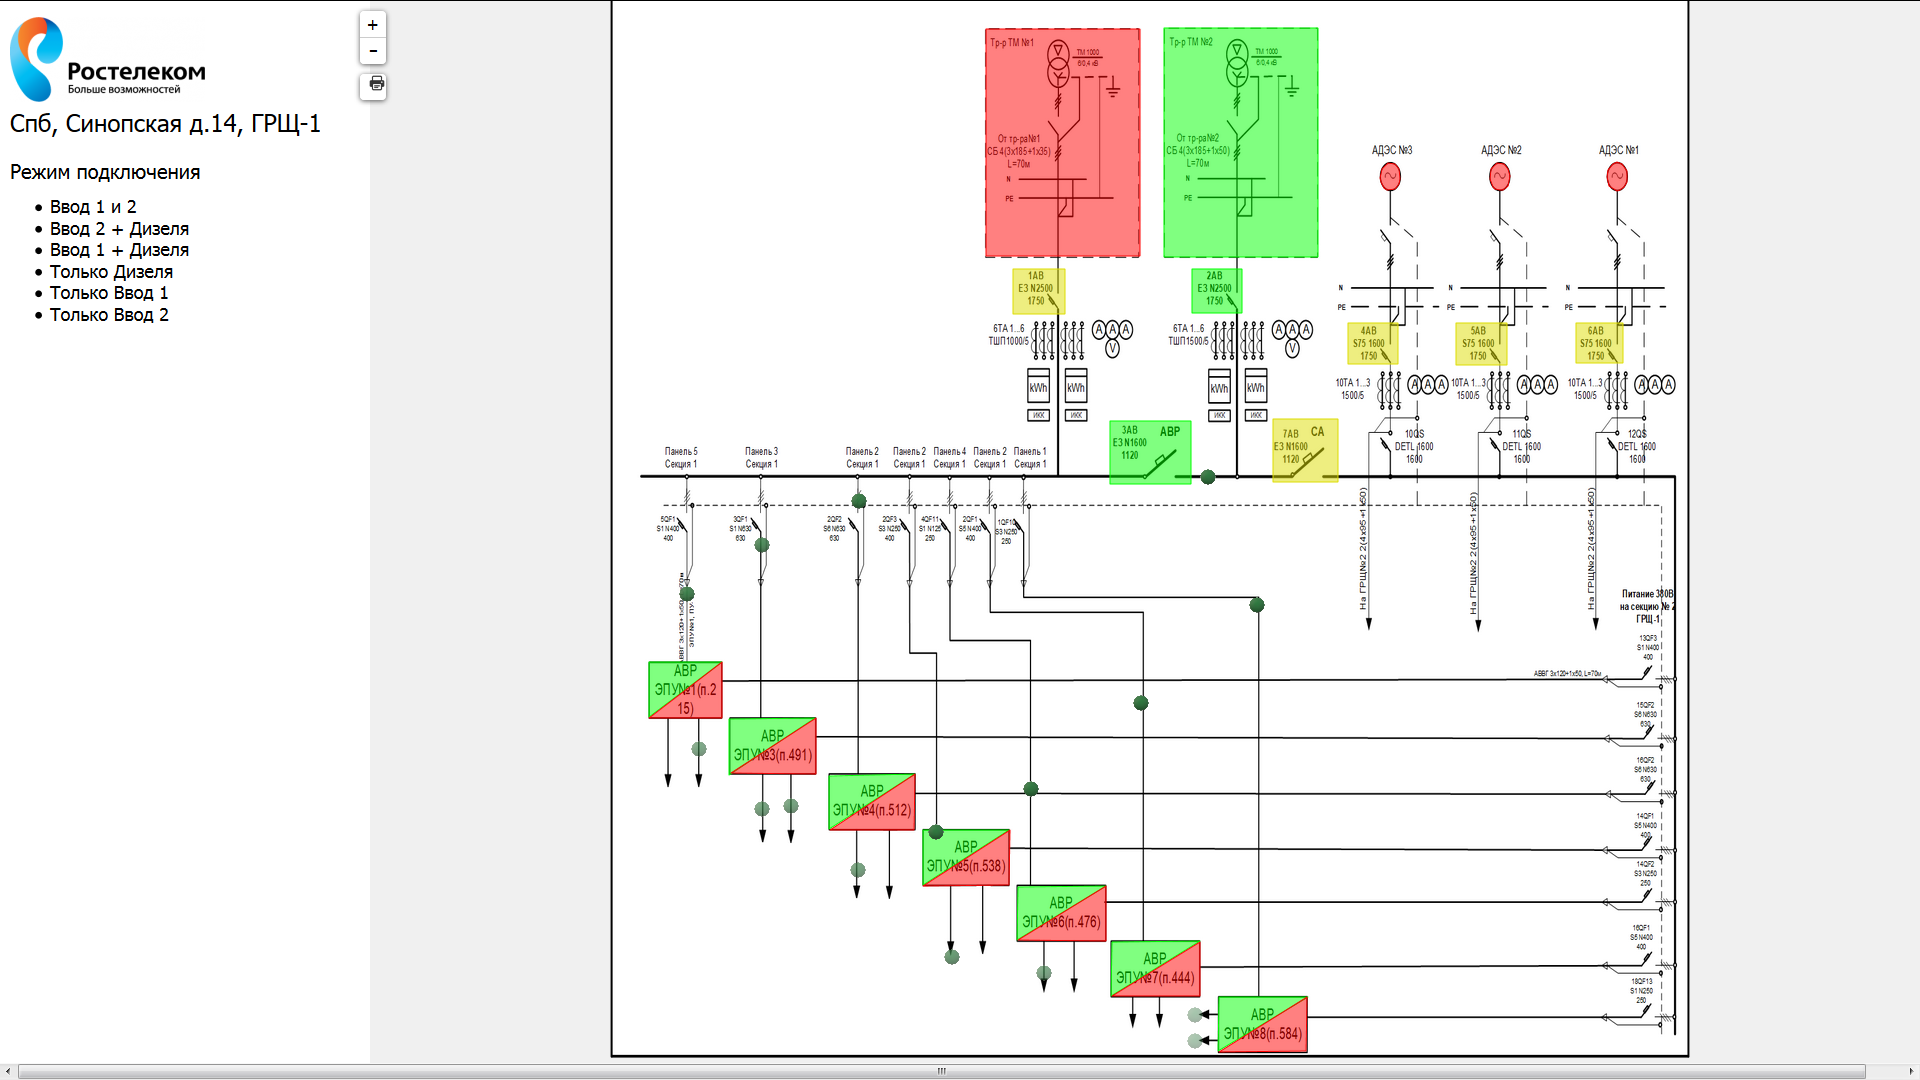 Ростелеком
Больше возможностей
Спб, Синопская д.14, ГРЩ-1
Режим подключения
Ввод 1 и 2
Ввод 2 + Дизеля
Ввод 1 + Дизеля
Только Дизеля
Только Ввод 1
Только Ввод 2
+
-
Тр-р ТМ №1
ТМ 1000
6/0,4 кВ
От тр-ра№1
СБ 4(3х185+1х35)
L=70м
N
PE
Тр-р ТМ №2
ТМ 1000
6/0,4 кВ
От тр-ра№2
СБ 4(3х185+1х50)
L=70м
N
PE
АДЭС №3
АДЭС №2
АДЭС №1
1АВ
E3 N2500
1750
2АВ
E3 N2500
1750
N
PE
N
PE
N
PE
4АВ
S75 1600
1750
5АВ
S75 1600
1750
6АВ
S75 1600
1750
6ТА 1...6
ТШП1000/5
A A A
V
6ТА 1...6
ТШП1500/5
A A A
V
kWh
kWh
kWh
kWh
ИКК
ИКК
ИКК
ИКК
10ТА 1...3
1500/5
A A A
10ТА 1...3
1500/5
A A A
10ТА 1...3
1500/5
A A A
3АВ
E3 N1600
1120
АВР
7АВ
E3 N1600
1120
СА
10QS
DETL 1600
1600
11QS
DETL 1600
1600
12QS
DETL 1600
1600
Панель 5
Секция 1
Панель 3
Секция 1
Панель 2
Секция 1
Панель 2
Секция 1
Панель 4
Секция 1
Панель 2
Секция 1
Панель 1
Секция 1
5QF1
S1 N400
400
3QF1
S1 N630
630
2QF2
S6 N630
630
2QF3
S3 N250
400
4QF11
S1 N125
250
2QF1
S5 N400
400
1QF10
S3 N250
250
На ГРЩ№2 2(4х95+1х50)
На ГРЩ№2 2(4х95+1х50)
На ГРЩ№2 2(4х95+1х50)
Питание 380В
на секцию № 2
ГРЩ-1
АВР
ЭПУ№1(п.2
15)
АВР
ЭПУ№3(п.491)
АВР
ЭПУ№4(п.512)
АВР
ЭПУ№5(п.538)
АВР
ЭПУ№6(п.476)
АВР
ЭПУ№7(п.444)
АВР
ЭПУ№8(п.584)
АВВГ 3х120+1х50, L=70м
13QF3
S1 N400
400
15QF2
S6 N630
630
16QF2
S6 N630
630
14QF1
S5 N400
400
14QF2
S3 N250
250
16QF1
S5 N400
400
18QF13
S1 N250
250